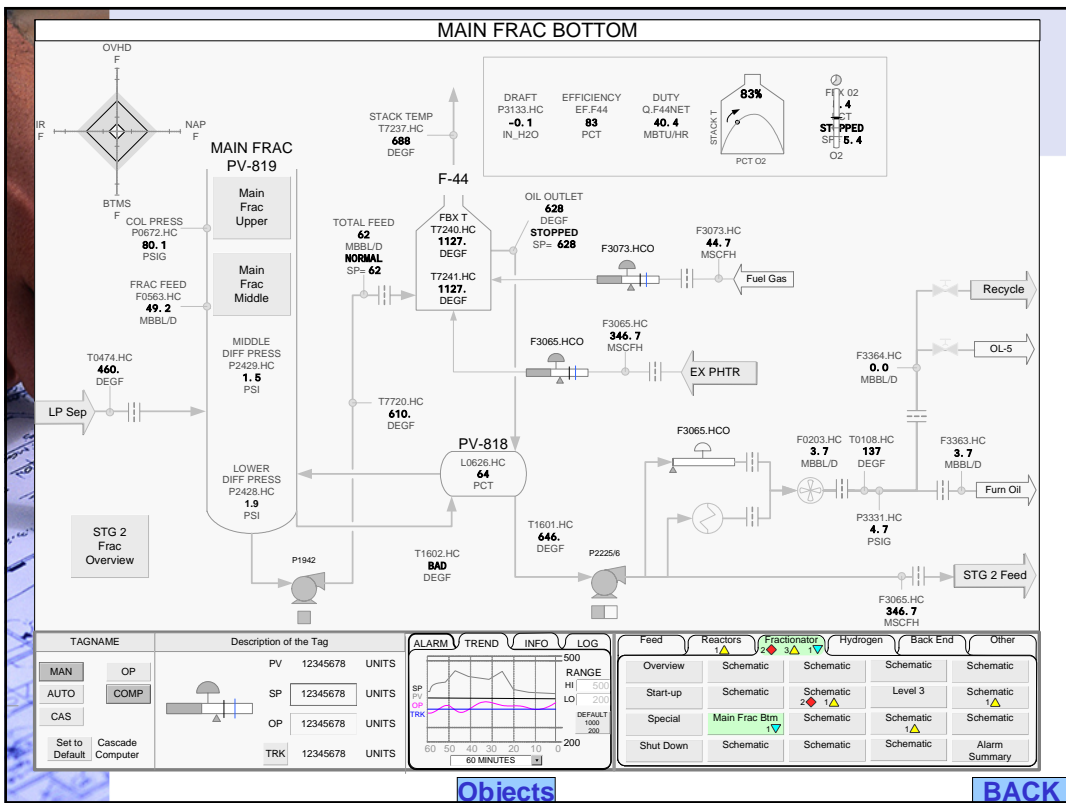 MAIN FRAC BOTTOM
OVHD
F
IR
F
NAP
F
BTMS
F
MAIN FRAC
PV-819
Main
Frac
Upper
COL PRESS
P0672.HC
80.1
PSIG
Main
Frac
Middle
FRAC FEED
F0563.HC
49.2
MBBL/D
MIDDLE
DIFF PRESS
P2429.HC
1.5
PSI
T0474.HC
460.
DEGF
LP Sep
LOWER
DIFF PRESS
P2428.HC
1.9
PSI
STG 2
Frac
Overview
P1942
STACK TEMP
T7237.HC
688
DEGF
F-44
TOTAL FEED
62
MBBL/D
NORMAL
SP= 62
FBX T
T7240.HC
1127.
DEGF
T7241.HC
1127.
DEGF
OIL OUTLET
628
DEGF
STOPPED
SP= 628
DRAFT
P3133.HC
-0.1
IN_H2O
EFFICIENCY
EF.F44
83
PCT
DUTY
Q.F44NET
40.4
MBTU/HR
STACK T
83%
PCT O2
STOPPED
5.4
O2
F3073.HCO
F3073.HC
44.7
MSCFH
Fuel Gas
F3065.HCO
F3065.HC
346.7
MSCFH
EX PHTR
T7720.HC
610.
DEGF
PV-818
L0626.HC
64
PCT
T1602.HC
BAD
DEGF
T1601.HC
646.
DEGF
P2225/6
F3065.HCO
F0203.HC
3.7
MBBL/D
T0108.HC
137
DEGF
P3331.HC
4.7
PSIG
F3364.HC
0.0
MBBL/D
F3363.HC
3.7
MBBL/D
Recycle
OL-5
Furn Oil
STG 2 Feed
F3065.HC
346.7
MSCFH
TAGNAME
Description of the Tag
MAN
OP
AUTO
COMP
CAS
Set to
Default
Cascade
Computer
PV 12345678 UNITS
SP 12345678 UNITS
OP 12345678 UNITS
TRK 12345678 UNITS
ALARM TREND INFO LOG
SP
PV
OP
TRK
500
200
RANGE
HI 500
LO 200
DEFAULT
1000
200
60 50 40 30 20 10 0
60 MINUTES
Feed Reactors Fractionator Hydrogen Back End Other
1 2 3 1
Overview Schematic Schematic Schematic Schematic
Start-up Schematic Schematic Level 3 Schematic
2 1 1
Special Main Frac Btm Schematic Schematic Schematic
1 1
Shut Down Schematic Schematic Schematic Alarm
Summary
Objects
BACK